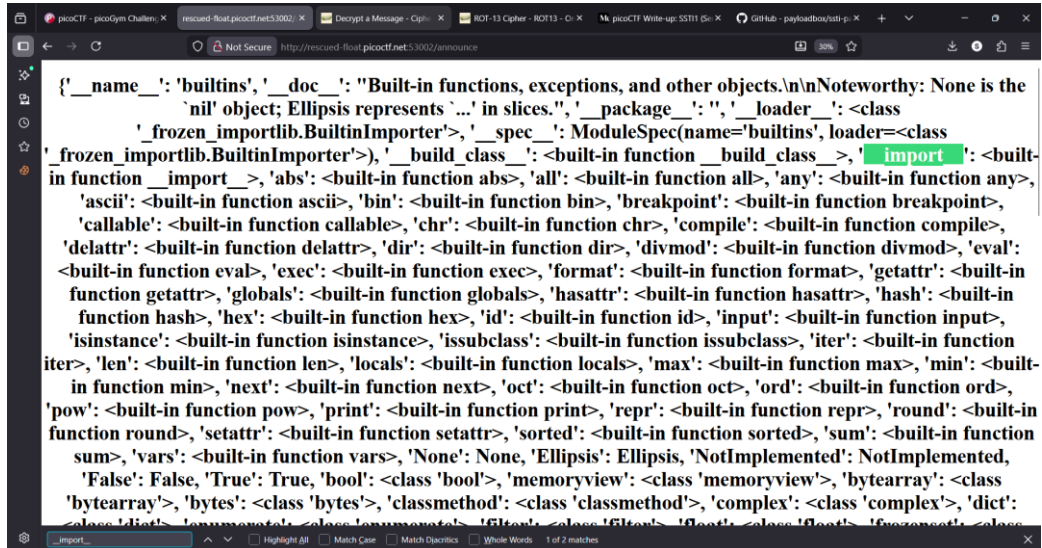 picoCTF - picoGym Challeng
rescued-float.picoctf.net:53002/
Decrypt a Message - Ciphe
ROT-13 Cipher - ROT13 - On
picoCTF Write-up: SSTI1 (Se
GitHub - payloadbox/ssti-pa
Not Secure http://rescued-float.picoctf.net:53002/announce 30%
{'__name__': 'builtins', '__doc__': "Built-in functions, exceptions, and other objects.\n\nNoteworthy: None is the
`nil' object; Ellipsis represents `...' in slices.", '__package__': '', '__loader__': <class
'_frozen_importlib.BuiltinImporter'>, '__spec__': ModuleSpec(name='builtins', loader=<class
'_frozen_importlib.BuiltinImporter'>), '__build_class__': <built-in function __build_class__>, '__import__': <built-
in function __import__>, 'abs': <built-in function abs>, 'all': <built-in function all>, 'any': <built-in function any>,
'ascii': <built-in function ascii>, 'bin': <built-in function bin>, 'breakpoint': <built-in function breakpoint>,
'callable': <built-in function callable>, 'chr': <built-in function chr>, 'compile': <built-in function compile>,
'delattr': <built-in function delattr>, 'dir': <built-in function dir>, 'divmod': <built-in function divmod>, 'eval':
<built-in function eval>, 'exec': <built-in function exec>, 'format': <built-in function format>, 'getattr': <built-in
function getattr>, 'globals': <built-in function globals>, 'hasattr': <built-in function hasattr>, 'hash': <built-in
function hash>, 'hex': <built-in function hex>, 'id': <built-in function id>, 'input': <built-in function input>,
'isinstance': <built-in function isinstance>, 'issubclass': <built-in function issubclass>, 'iter': <built-in function
iter>, 'len': <built-in function len>, 'locals': <built-in function locals>, 'max': <built-in function max>, 'min': <built-
in function min>, 'next': <built-in function next>, 'oct': <built-in function oct>, 'ord': <built-in function ord>,
'pow': <built-in function pow>, 'print': <built-in function print>, 'repr': <built-in function repr>, 'round': <built-in
function round>, 'setattr': <built-in function setattr>, 'sorted': <built-in function sorted>, 'sum': <built-in function
sum>, 'vars': <built-in function vars>, 'None': None, 'Ellipsis': Ellipsis, 'NotImplemented': NotImplemented,
'False': False, 'True': True, 'bool': <class 'bool'>, 'memoryview': <class 'memoryview'>, 'bytearray': <class
'bytearray'>, 'bytes': <class 'bytes'>, 'classmethod': <class 'classmethod'>, 'complex': <class 'complex'>, 'dict':
<class 'dict'>, 'enumerate': <class 'enumerate'>, 'filter': <class 'filter'>, 'float': <class 'float'>, 'frozenset': <class
__import__ Highlight All Match Case Match Diacritics Whole Words 1 of 2 matches